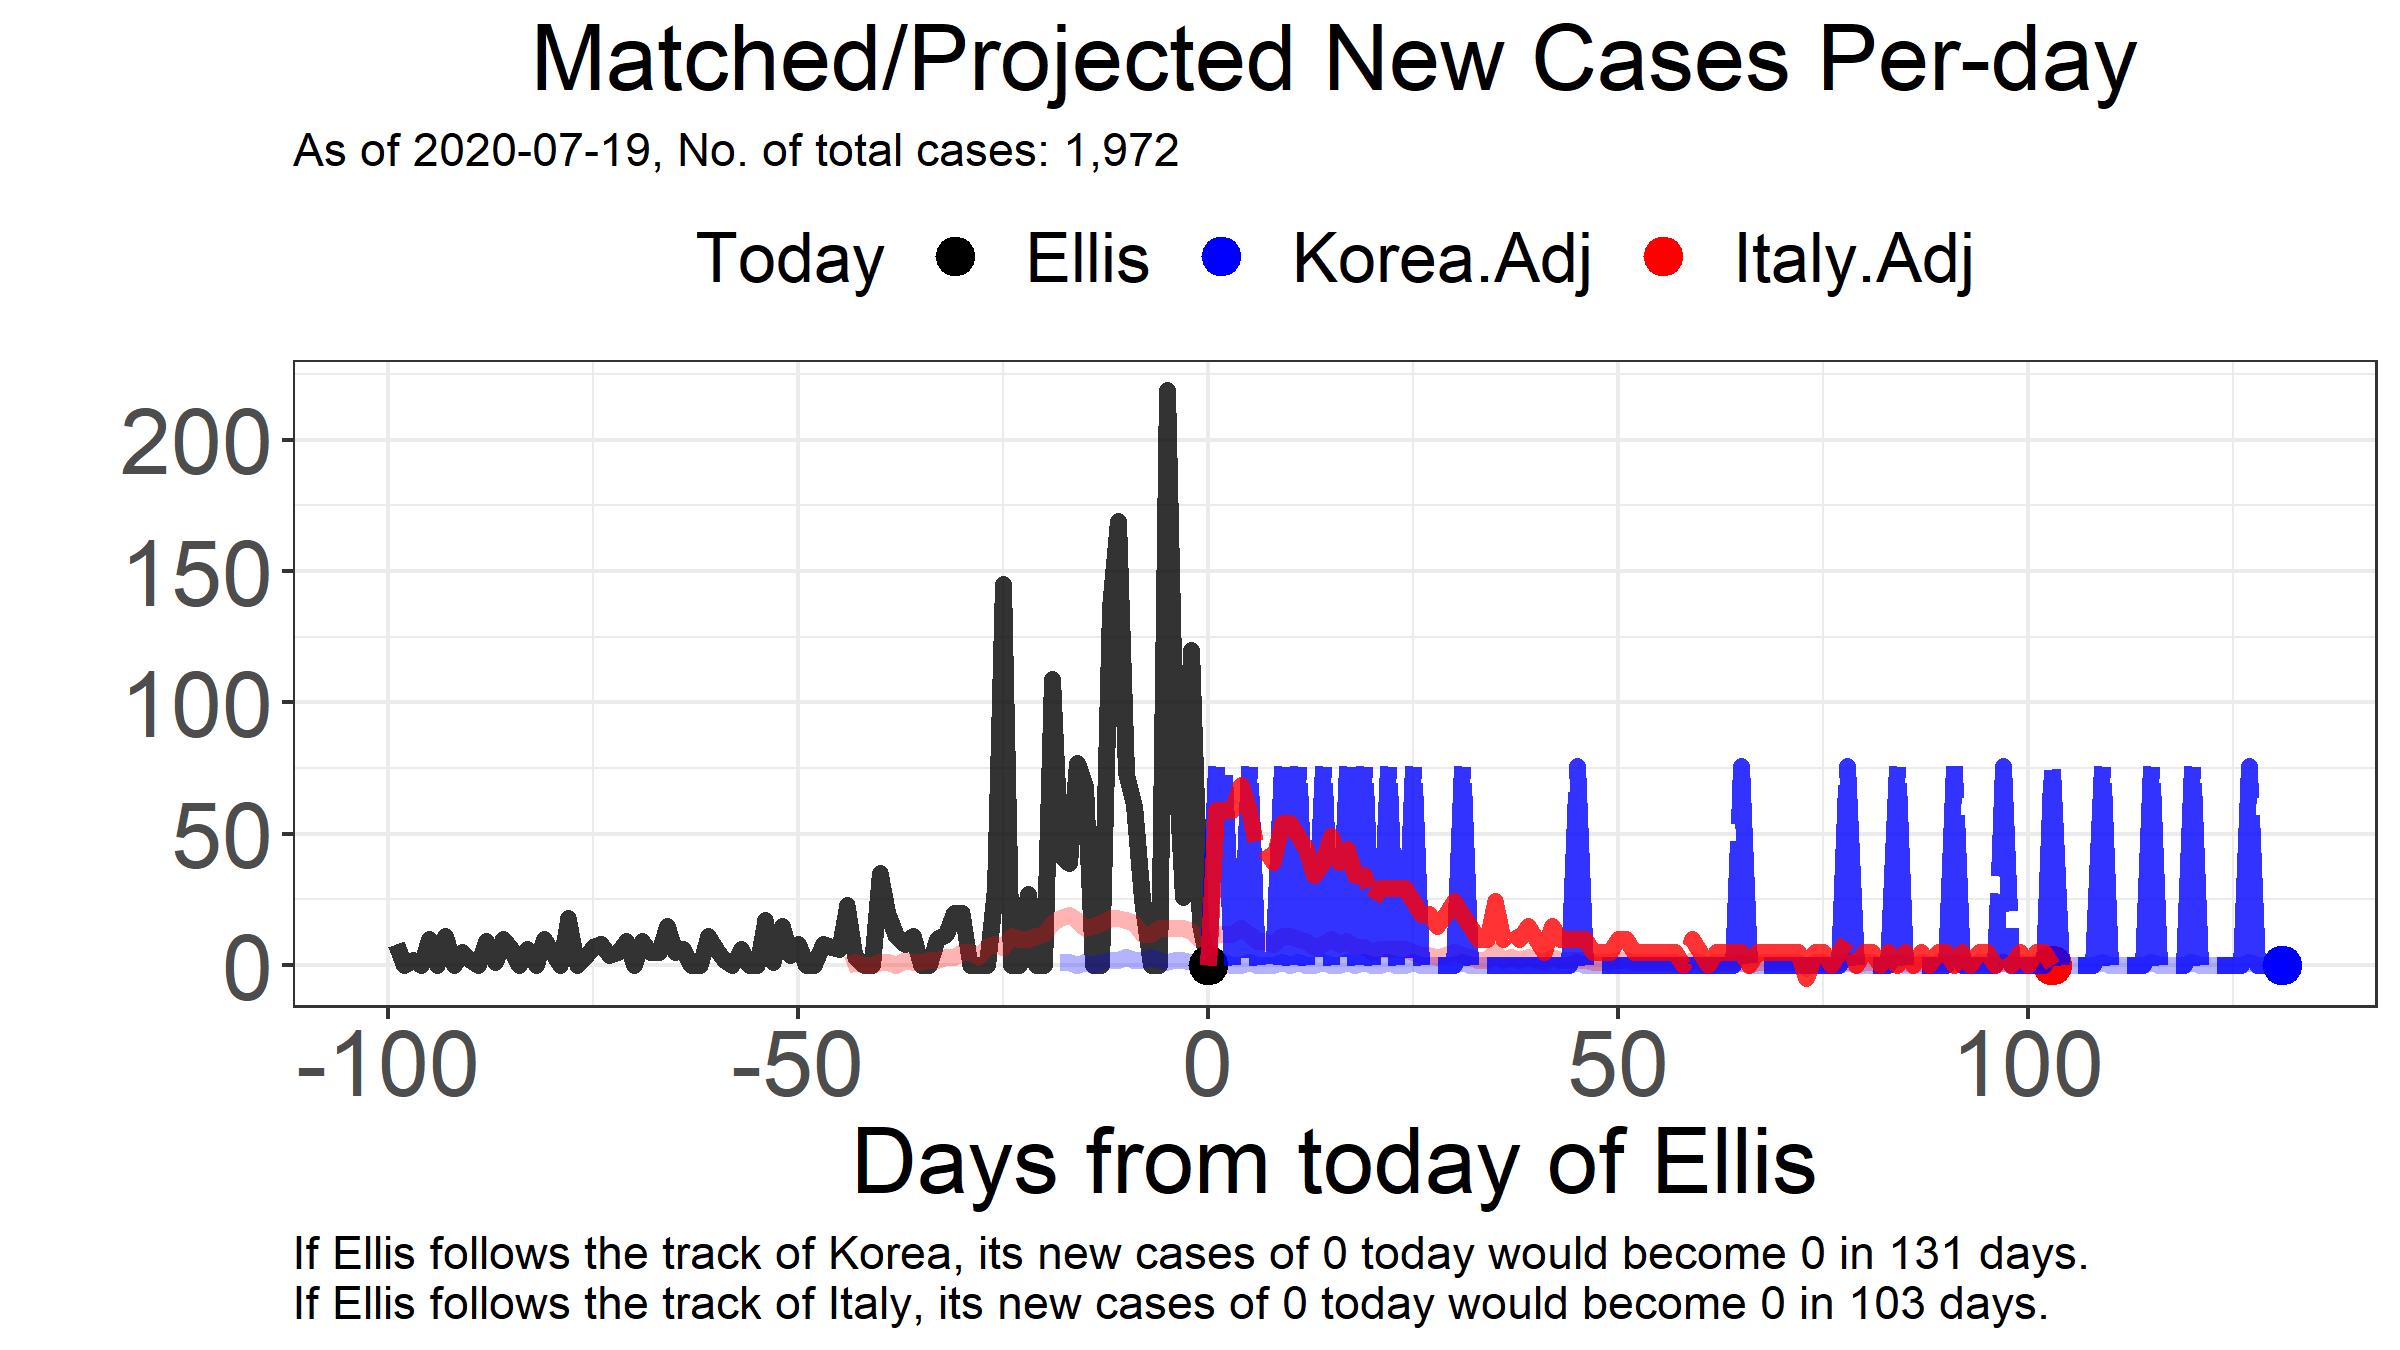 Matched/Projected New Cases Per-day
As of 2020-07-19, No. of total cases: 1,972
Today Ellis Korea.Adj Italy.Adj
200
150
100
50
0
-100 -50 0 50 100
Days from today of Ellis
If Ellis follows the track of Korea, its new cases of 0 today would become 0 in 131 days.
If Ellis follows the track of Italy, its new cases of 0 today would become 0 in 103 days.